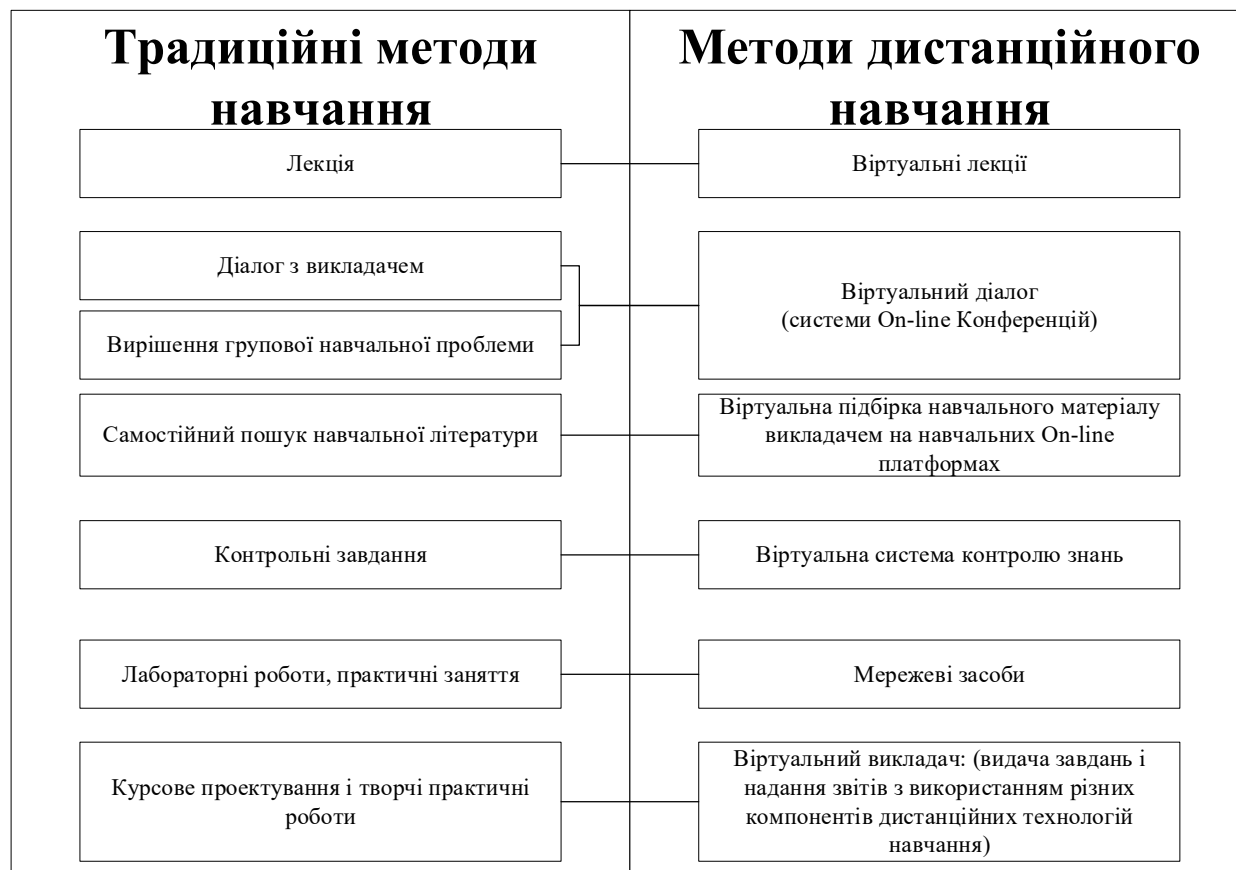 Традиційні методи
навчання
Методи дистанційного
навчання
Лекція
Віртуальні лекції
Діалог з викладачем
Вирішення групової навчальної проблеми
Віртуальний діалог
(системи On-line Конференцій)
Самостійний пошук навчальної літератури
Віртуальна підбірка навчального матеріалу
викладачем на навчальних On-line
платформах
Контрольні завдання
Віртуальна система контролю знань
Лабораторні роботи, практичні заняття
Мережеві засоби
Курсове проектування і творчі практичні
роботи
Віртуальний викладач: (видача завдань і
надання звітів з використанням різних
компонентів дистанційних технологій
навчання)